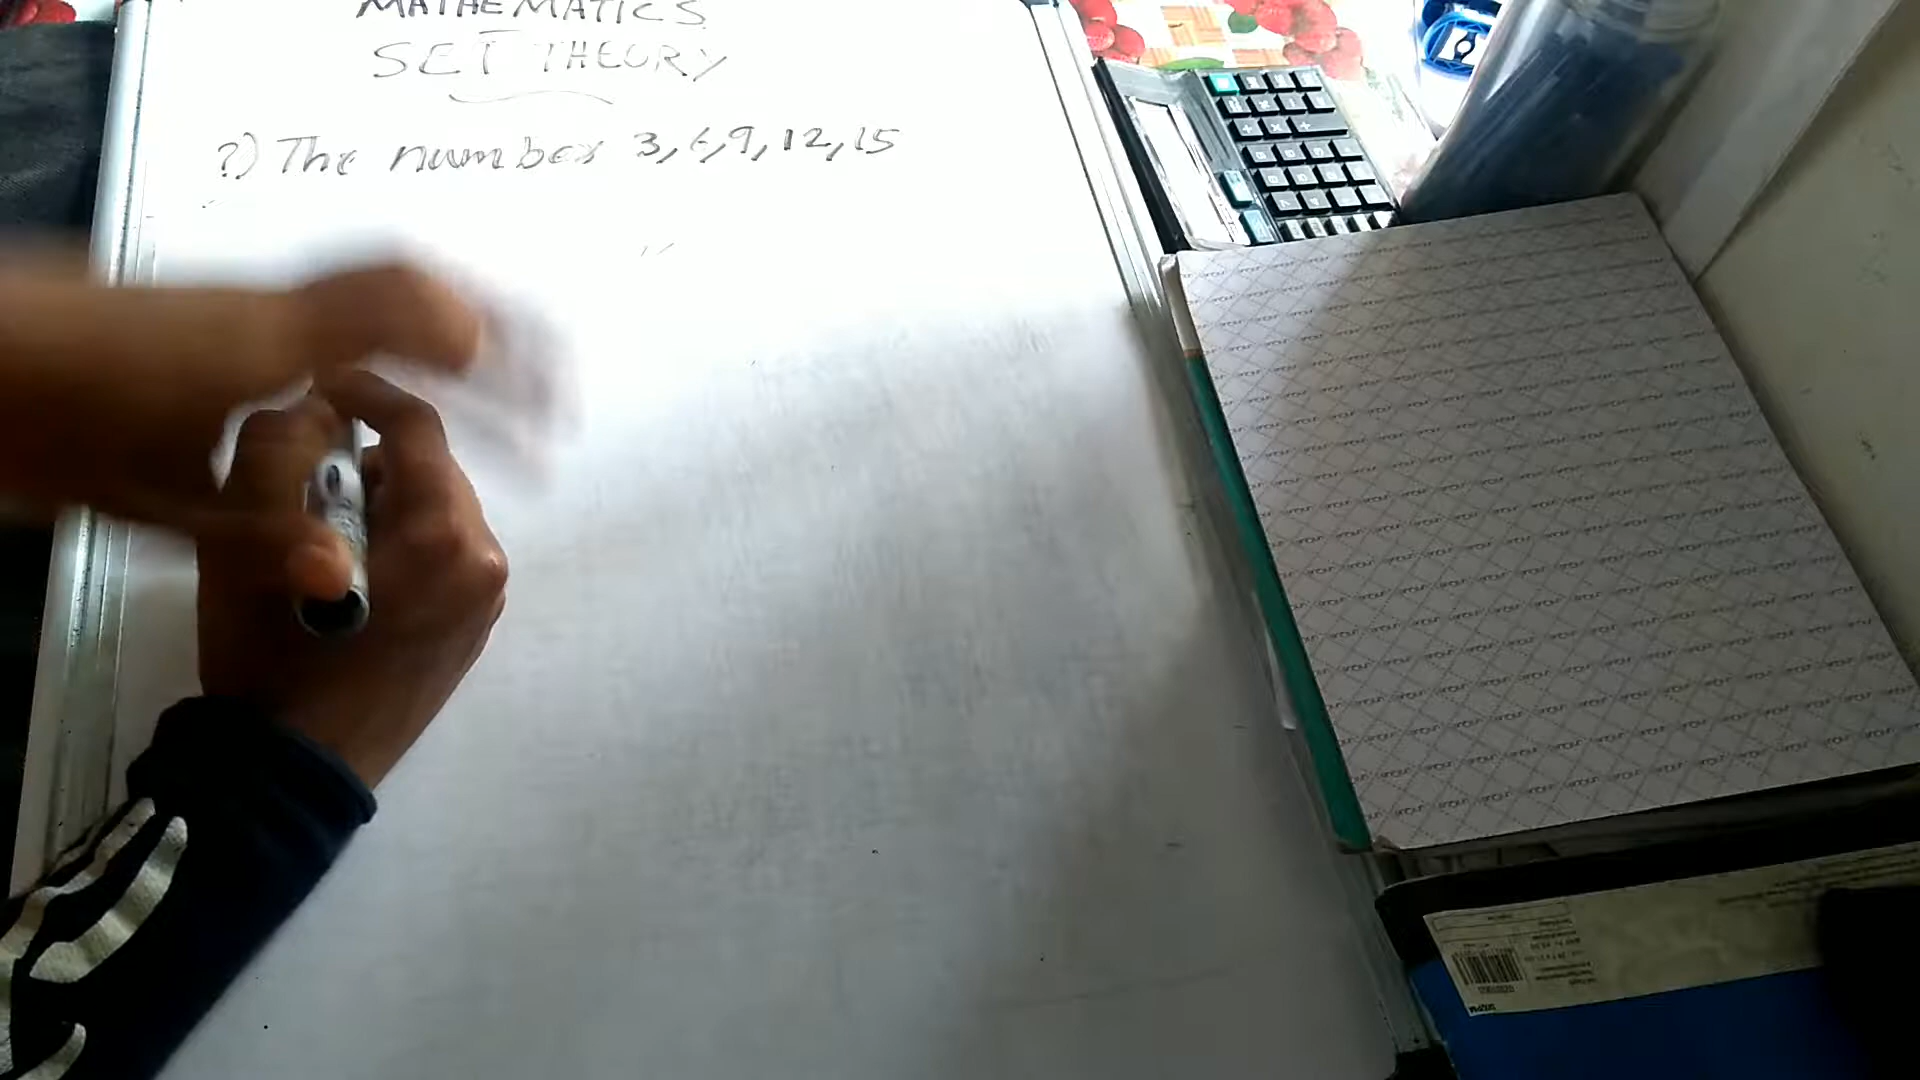 MATHEMATICS
SET THEORY
?) The number 3, 6, 9, 12, 15